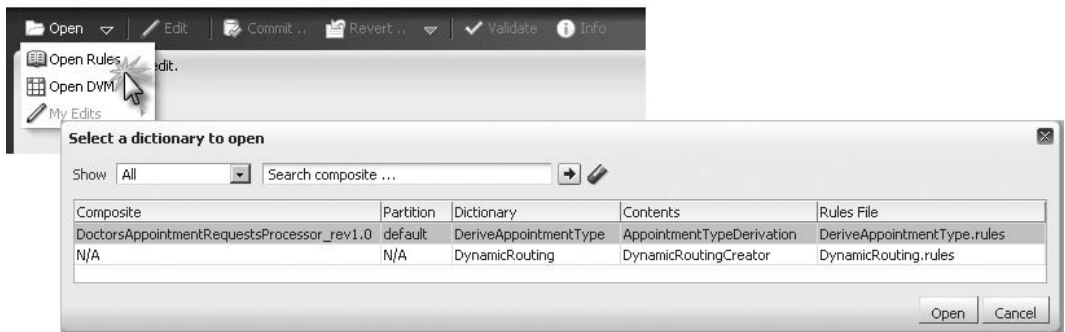 Open Edit Commit .. Revert .. Validate Info
Open Rules edit.
Open DVM
My Edits
Select a dictionary to open
Show All Search composite ...
Composite Partition Dictionary Contents Rules File
DoctorsAppointmentRequestsProcessor_rev1.0 default DeriveAppointmentType AppointmentTypeDerivation DeriveAppointmentType.rules
N/A N/A DynamicRouting DynamicRoutingCreator DynamicRouting.rules
Open Cancel